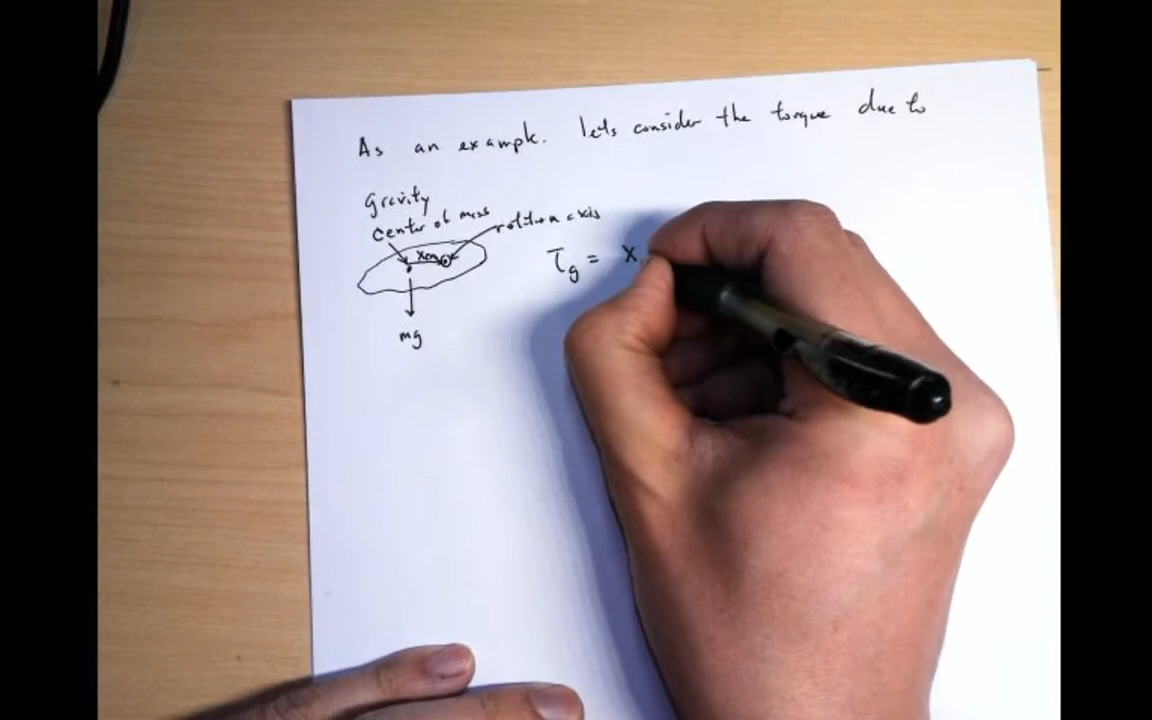 As an example. lets consider the torque due to
gravity
center of mass
rotation axis
xcm
τg = x
mg